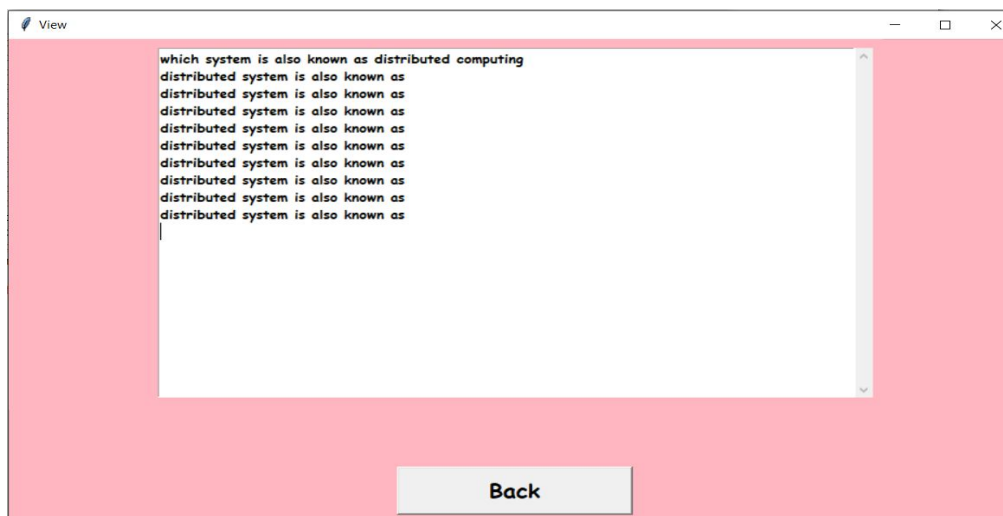 View
which system is also known as distributed computing
distributed system is also known as
distributed system is also known as
distributed system is also known as
distributed system is also known as
distributed system is also known as
distributed system is also known as
distributed system is also known as
distributed system is also known as
distributed system is also known as
Back